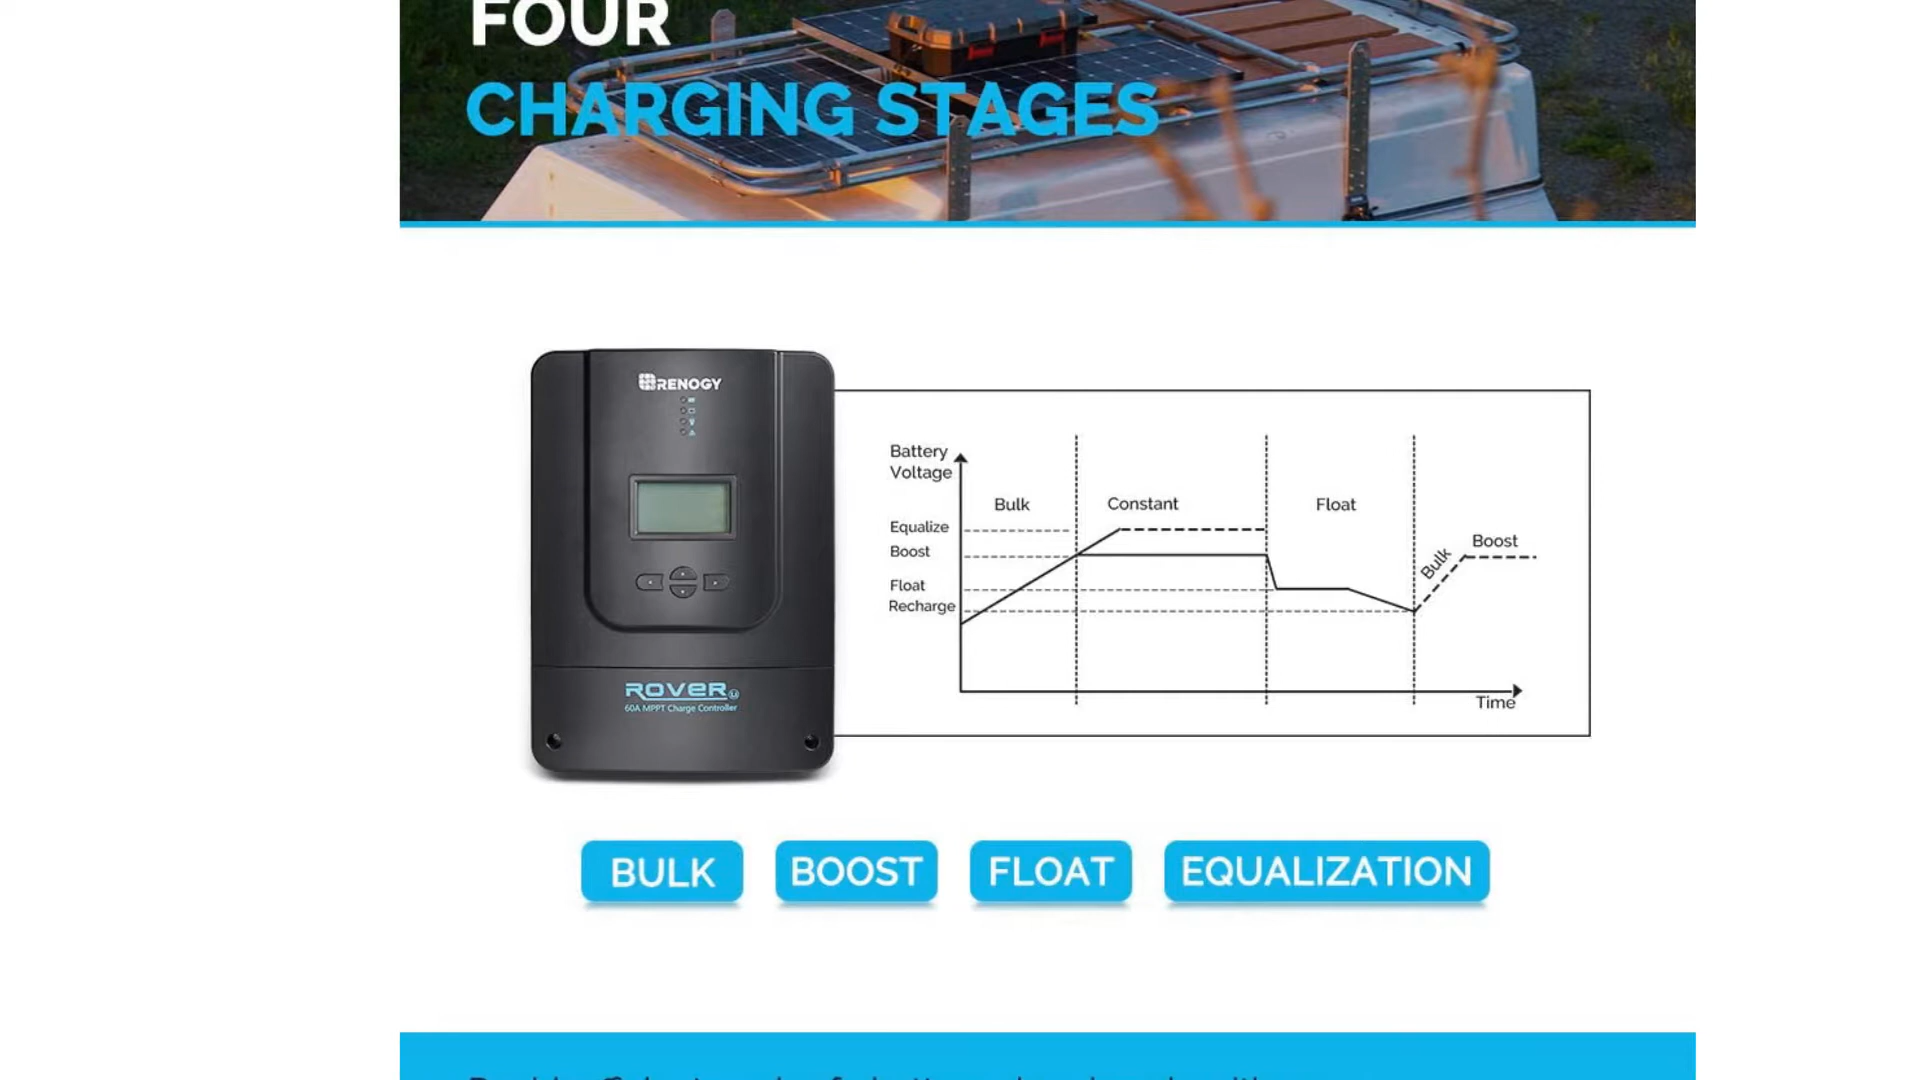 FOUR
CHARGING STAGES
RENOGY
Battery
Voltage
Bulk
Constant
Float
Equalize
Boost
Float
Recharge
Bulk
Boost
Time
ROVER
60A MPPT Charge Controller
BULK
BOOST
FLOAT
EQUALIZATION